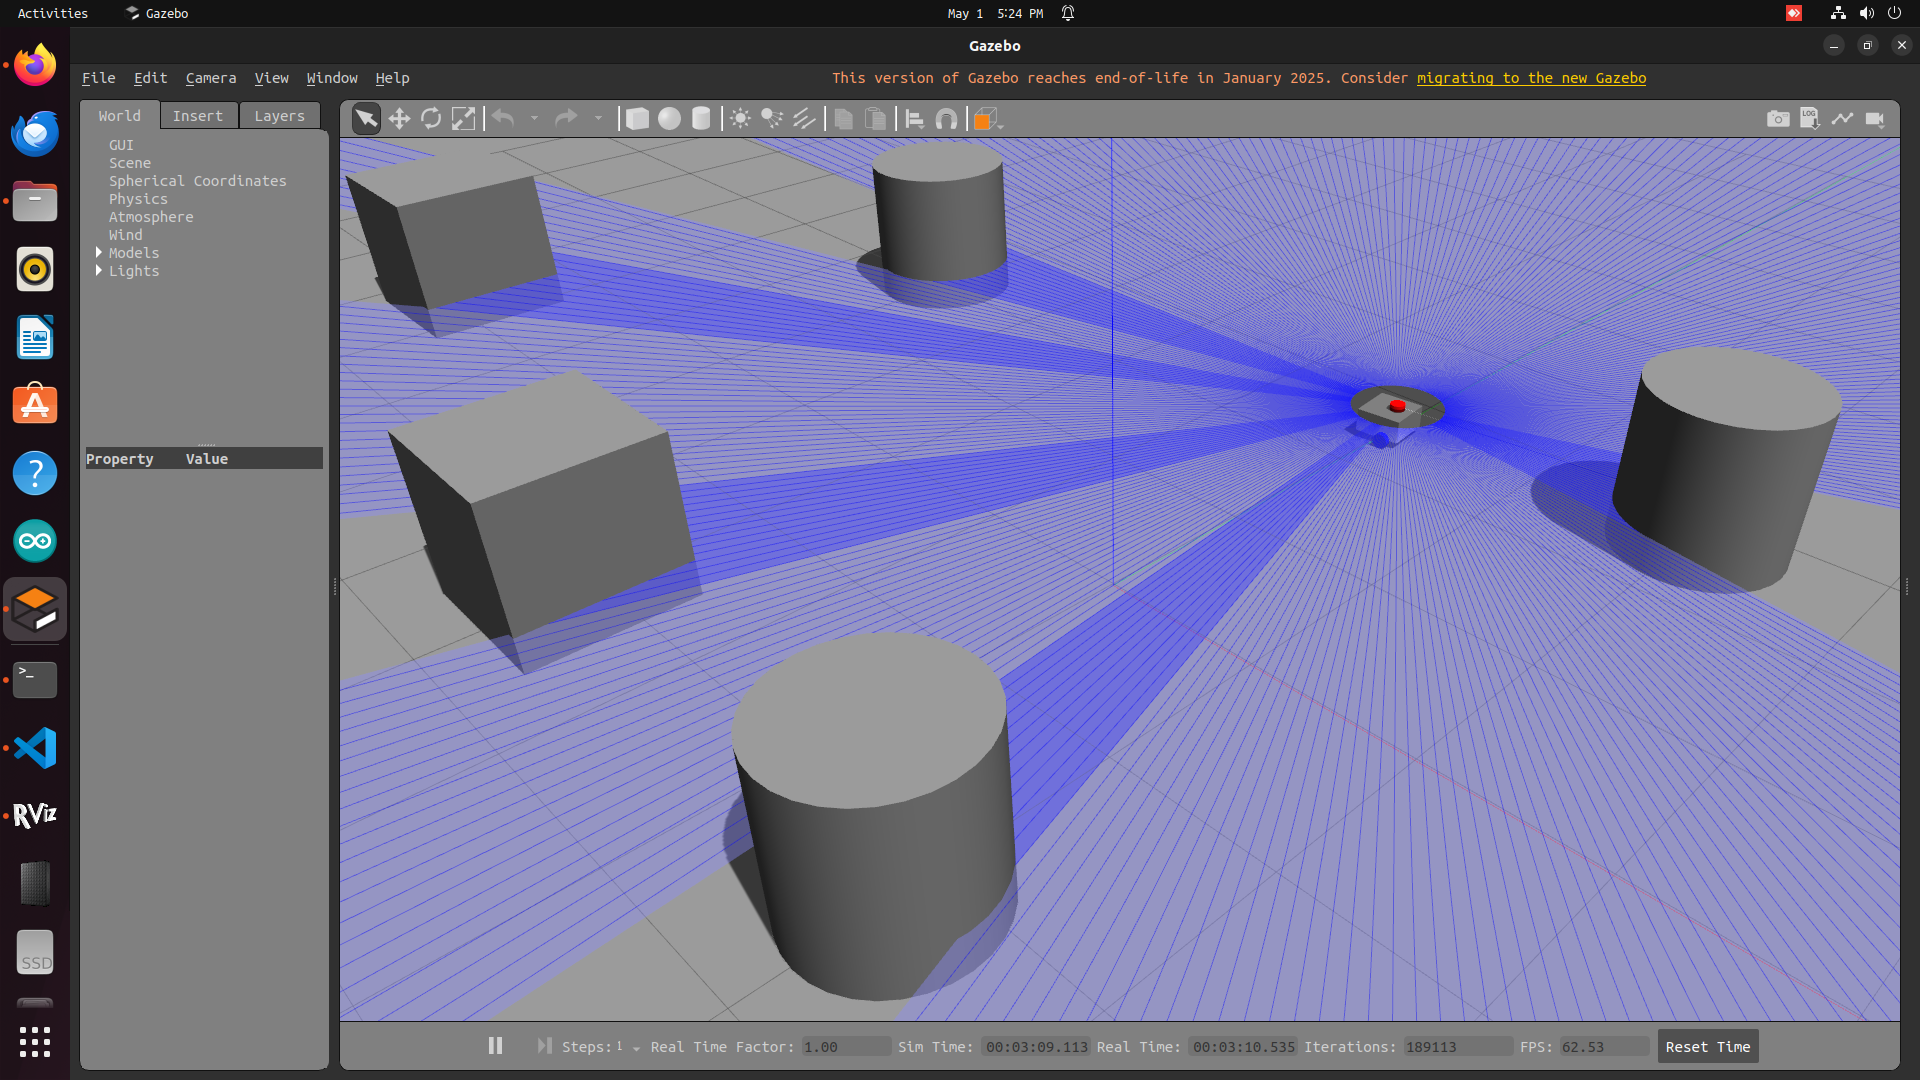 Activities
Gazebo
May 1 5:24 PM
Gazebo
File Edit Camera View Window Help
This version of Gazebo reaches end-of-life in January 2025. Consider migrating to the new Gazebo
World Insert Layers
LOG
GUI
Scene
Spherical Coordinates
Physics
Atmosphere
Wind
Models
Lights
Property Value
?
>_
RViz
SSD
Steps: 1 Real Time Factor: 1.00 Sim Time: 00:03:09.113 Real Time: 00:03:10.535 Iterations: 189113 FPS: 62.53 Reset Time